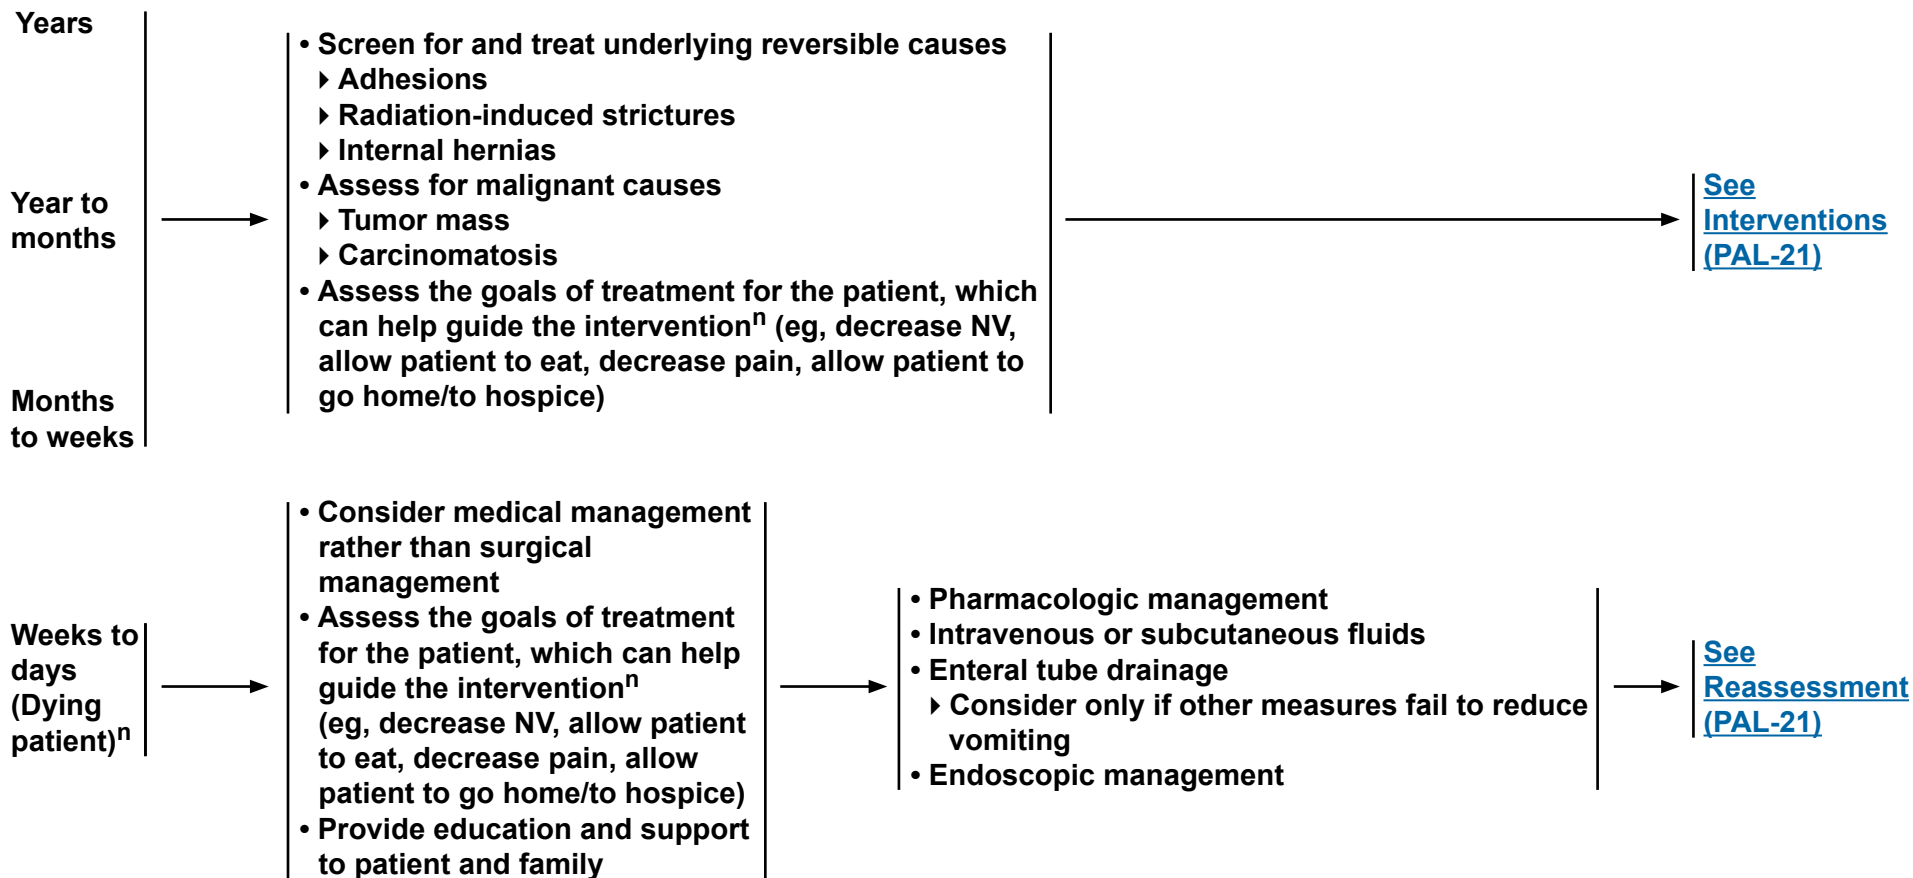 Years
Year to
months
Months
to weeks
• Screen for and treat underlying reversible causes
▸ Adhesions
▸ Radiation-induced strictures
▸ Internal hernias
• Assess for malignant causes
▸ Tumor mass
▸ Carcinomatosis
• Assess the goals of treatment for the patient, which
can help guide the interventionⁿ (eg, decrease NV,
allow patient to eat, decrease pain, allow patient to
go home/to hospice)
See
Interventions
(PAL-21)
Weeks to
days
(Dying
patient)ⁿ
• Consider medical management
rather than surgical
management
• Assess the goals of treatment
for the patient, which can help
guide the interventionⁿ
(eg, decrease NV, allow patient
to eat, decrease pain, allow
patient to go home/to hospice)
• Provide education and support
to patient and family
• Pharmacologic management
• Intravenous or subcutaneous fluids
• Enteral tube drainage
▸ Consider only if other measures fail to reduce
vomiting
• Endoscopic management
See
Reassessment
(PAL-21)